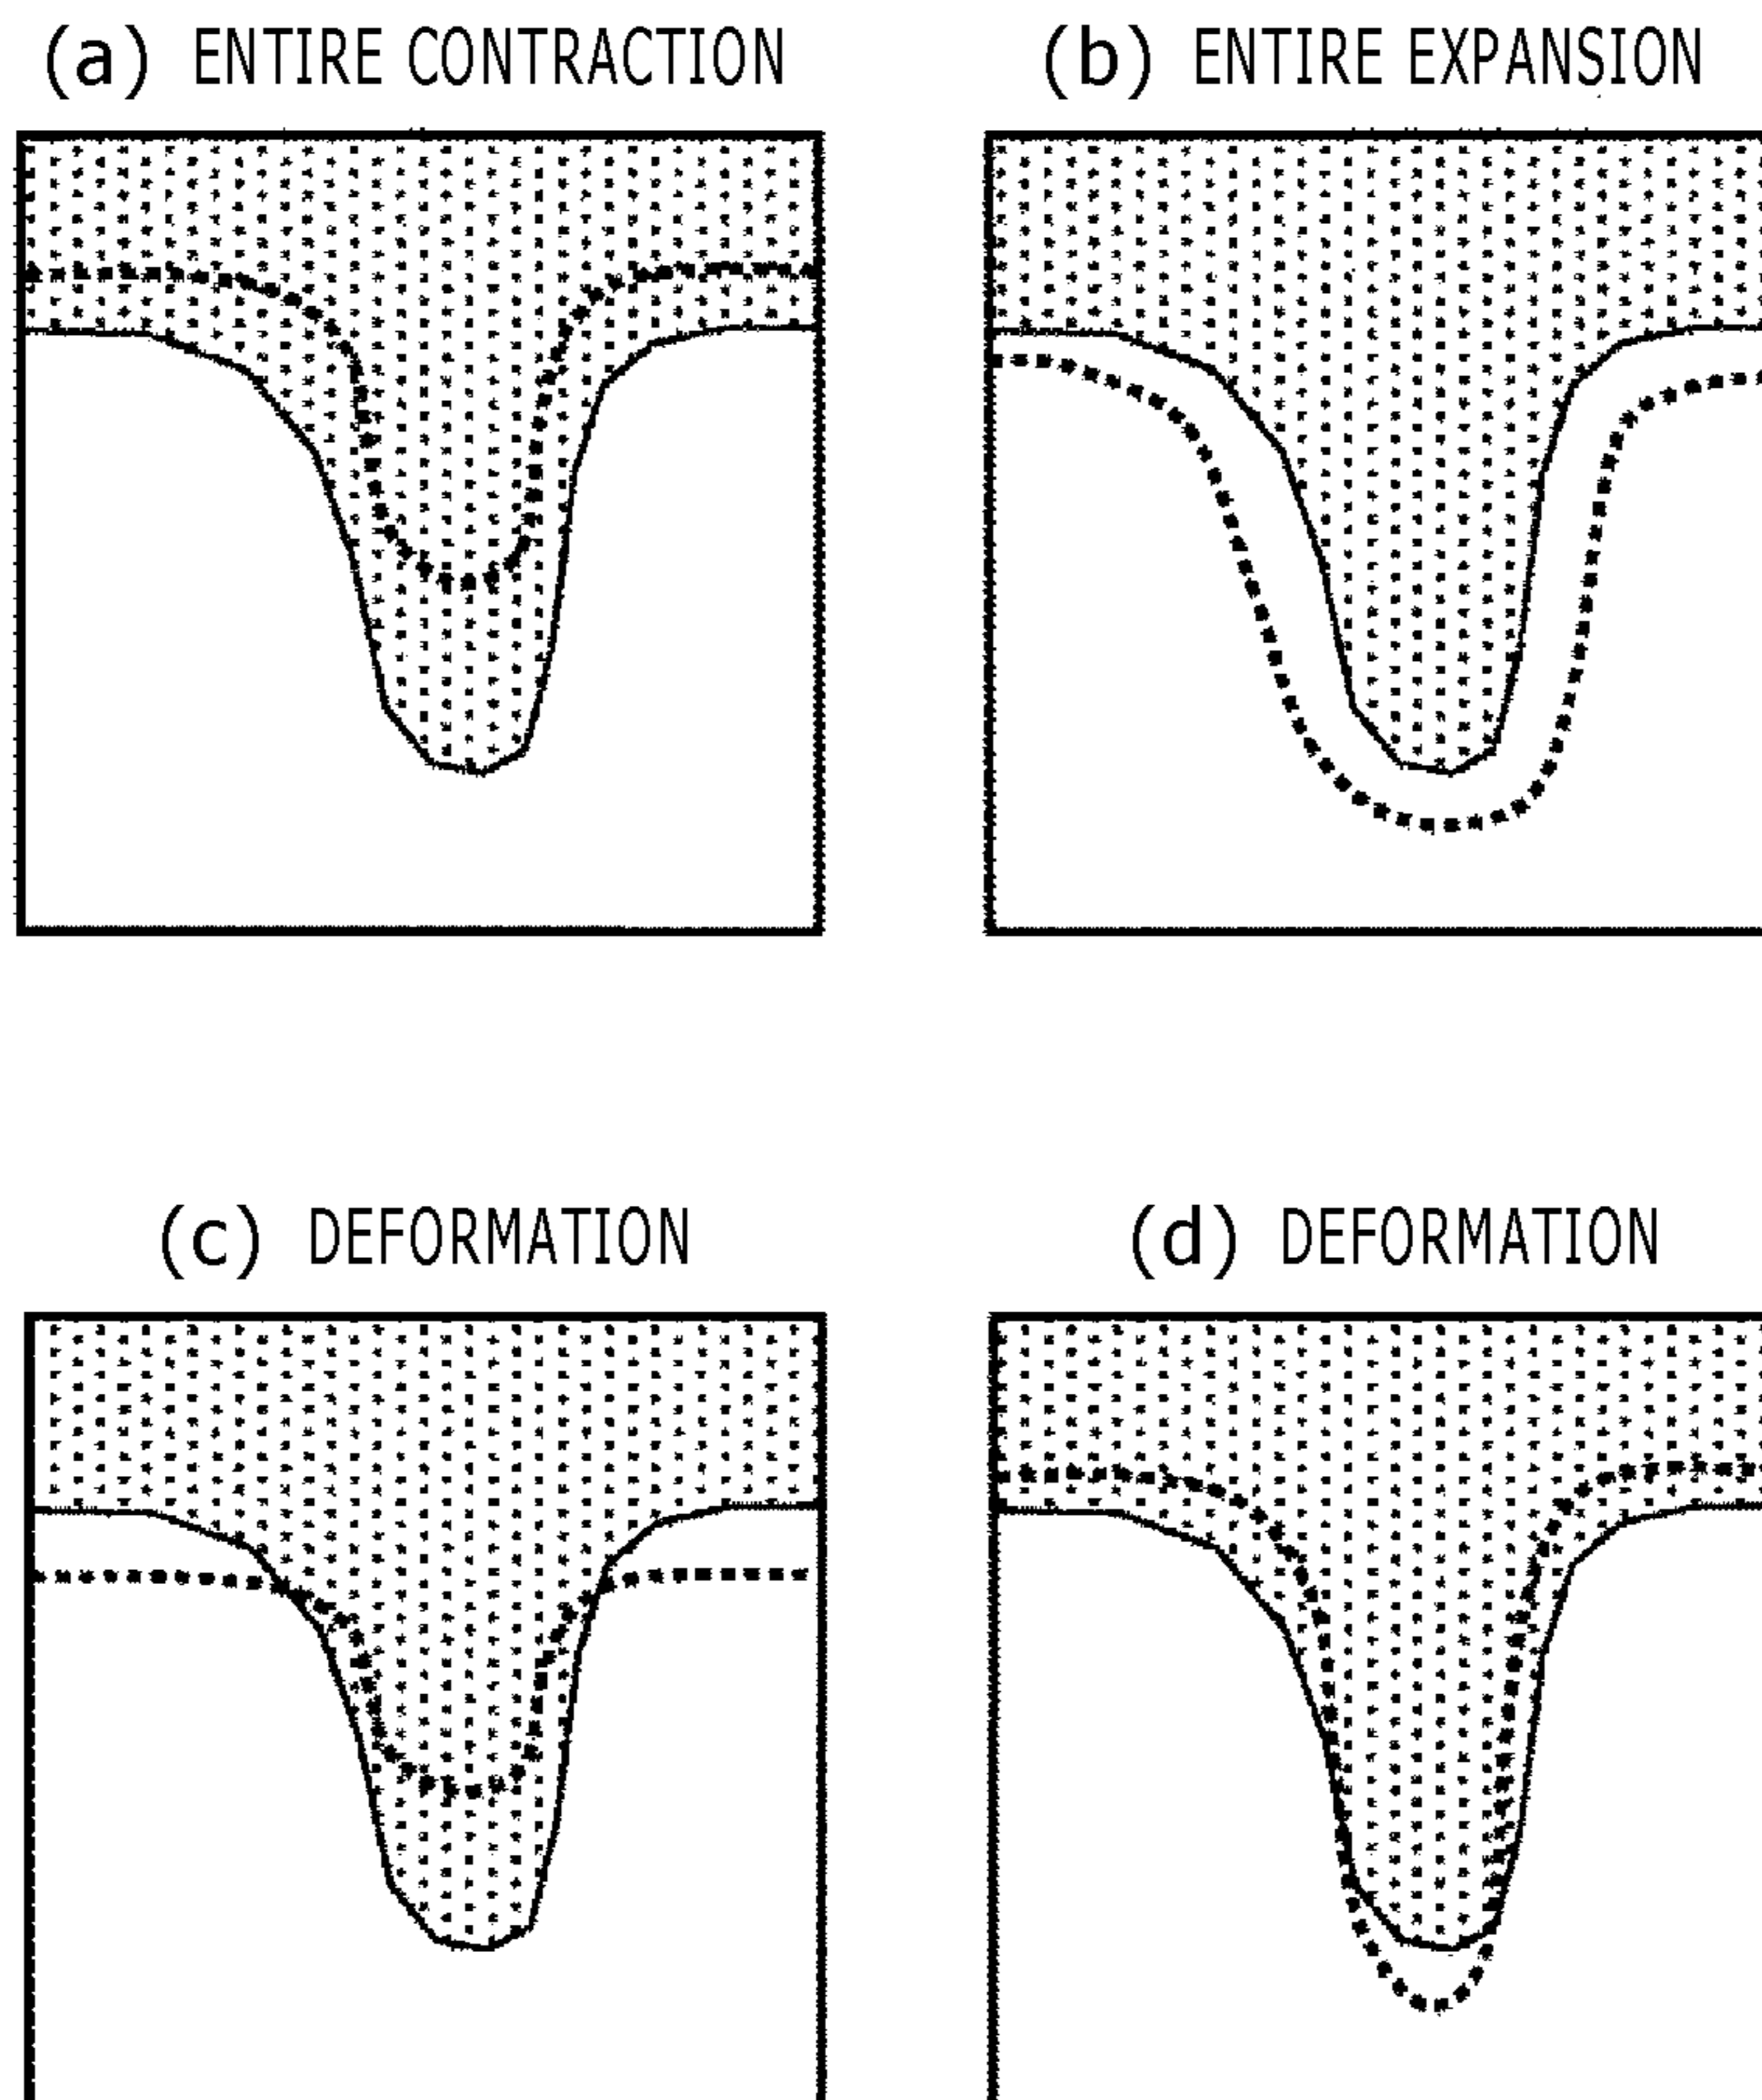 (a) ENTIRE CONTRACTION
(b) ENTIRE EXPANSION
(c) DEFORMATION
(d) DEFORMATION